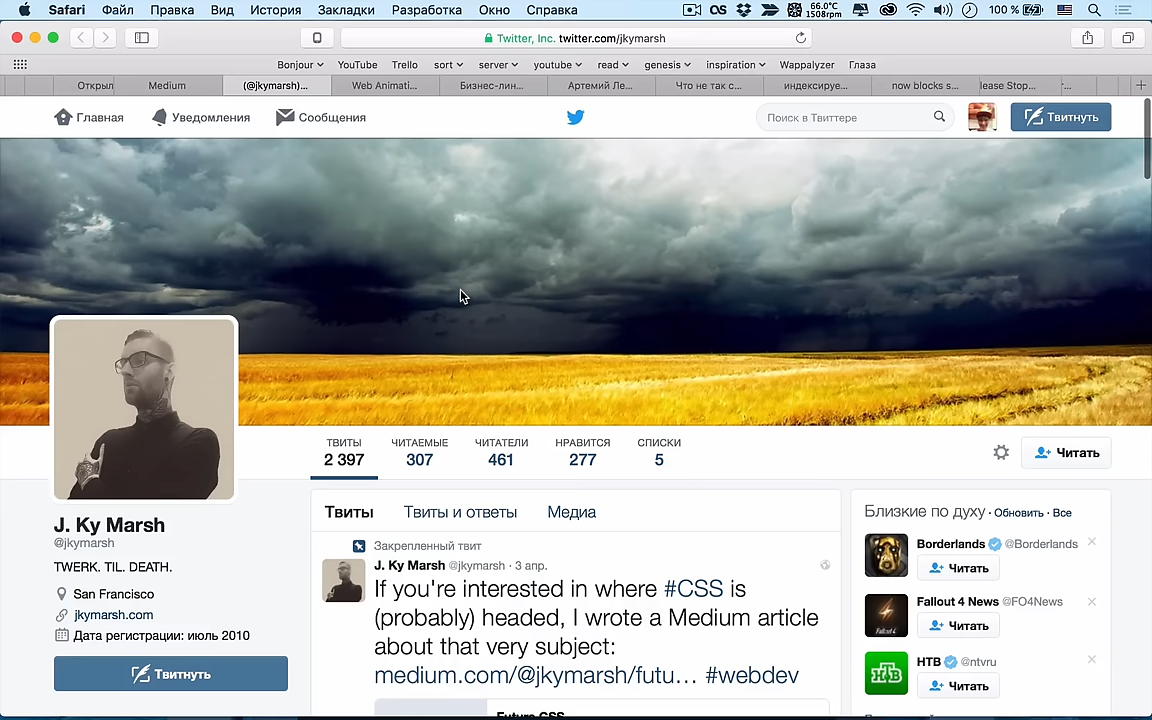 Safari Файл Правка Вид История Закладки Разработка Окно Справка 66.0°C 1508rpm 100 %
Twitter, Inc. twitter.com/jkymarsh
Bonjour YouTube Trello sort server youtube read genesis inspiration Wappalyzer Глаза
Открыл Medium (@jkymarsh)... Web Animati... Бизнес-лин... Артемий Ле... Что не так с... индексируе... now blocks s... lease Stop...
Главная Уведомления Сообщения Поиск в Твиттере Твитнуть
ТВИТЫ ЧИТАЕМЫЕ ЧИТАТЕЛИ НРАВИТСЯ СПИСКИ
2 397 307 461 277 5
Читать
J. Ky Marsh
@jkymarsh
TWERK. TIL. DEATH.
San Francisco
jkymarsh.com
Дата регистрации: июль 2010
Твитнуть
Твиты Твиты и ответы Медиа
Закрепленный твит
J. Ky Marsh @jkymarsh · 3 апр.
If you're interested in where #CSS is
(probably) headed, I wrote a Medium article
about that very subject:
medium.com/@jkymarsh/futu... #webdev
Future CSS
Близкие по духу · Обновить · Все
Borderlands @Borderlands
Читать
Fallout 4 News @FO4News
Читать
НТВ @ntvru
Читать